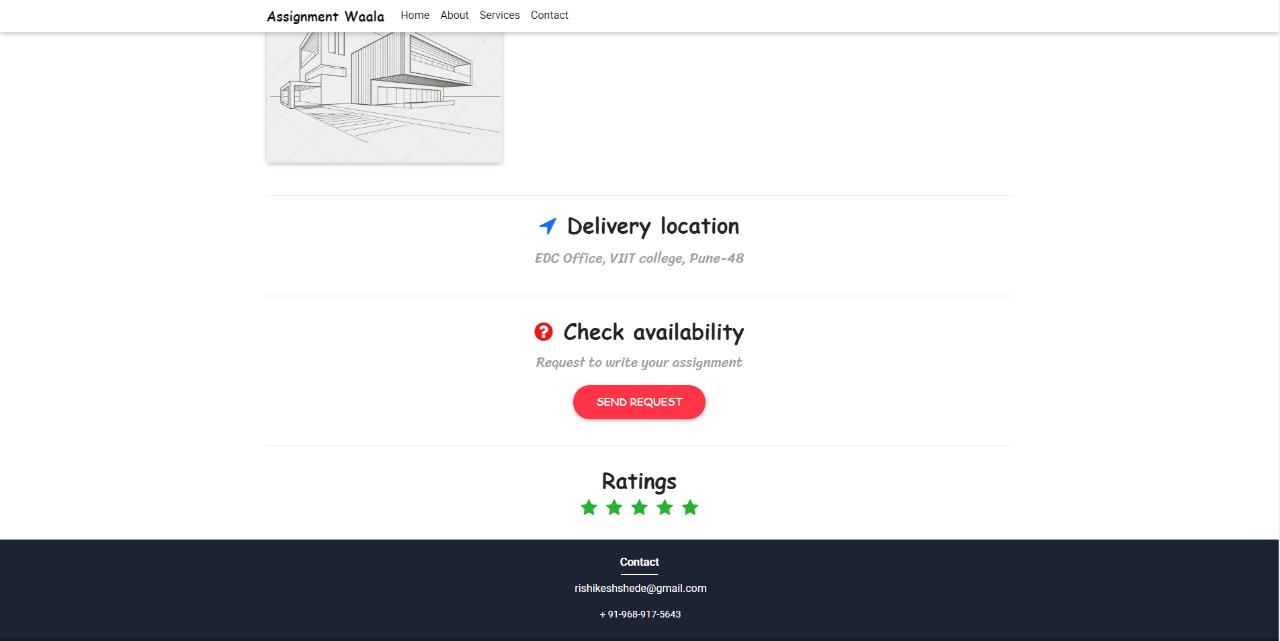 Assignment Waala Home About Services Contact
Delivery location
EDC Office, VIIT college, Pune-48
Check availability
Request to write your assignment
SEND REQUEST
Ratings
Contact
rishikeshshede@gmail.com
+ 91-968-917-5643